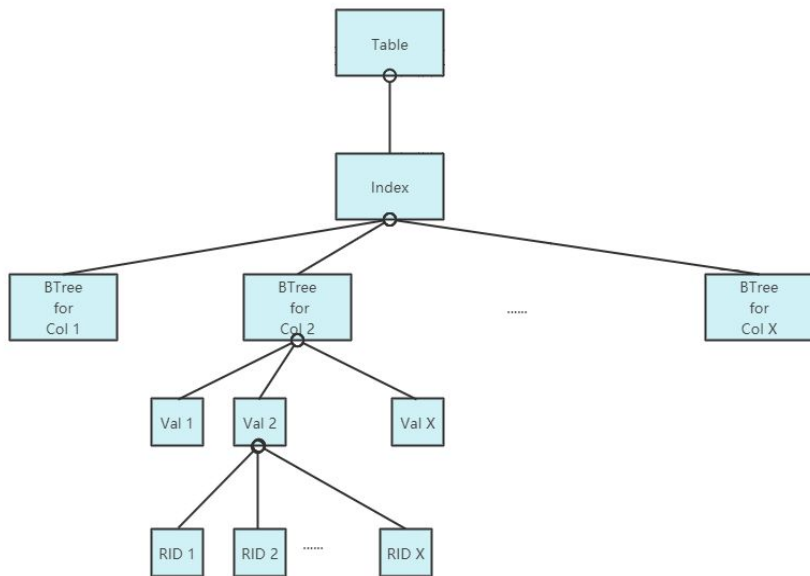 Table
Index
BTree
for
Col 1
BTree
for
Col 2
......
BTree
for
Col X
Val 1
Val 2
Val X
RID 1
RID 2
......
RID X